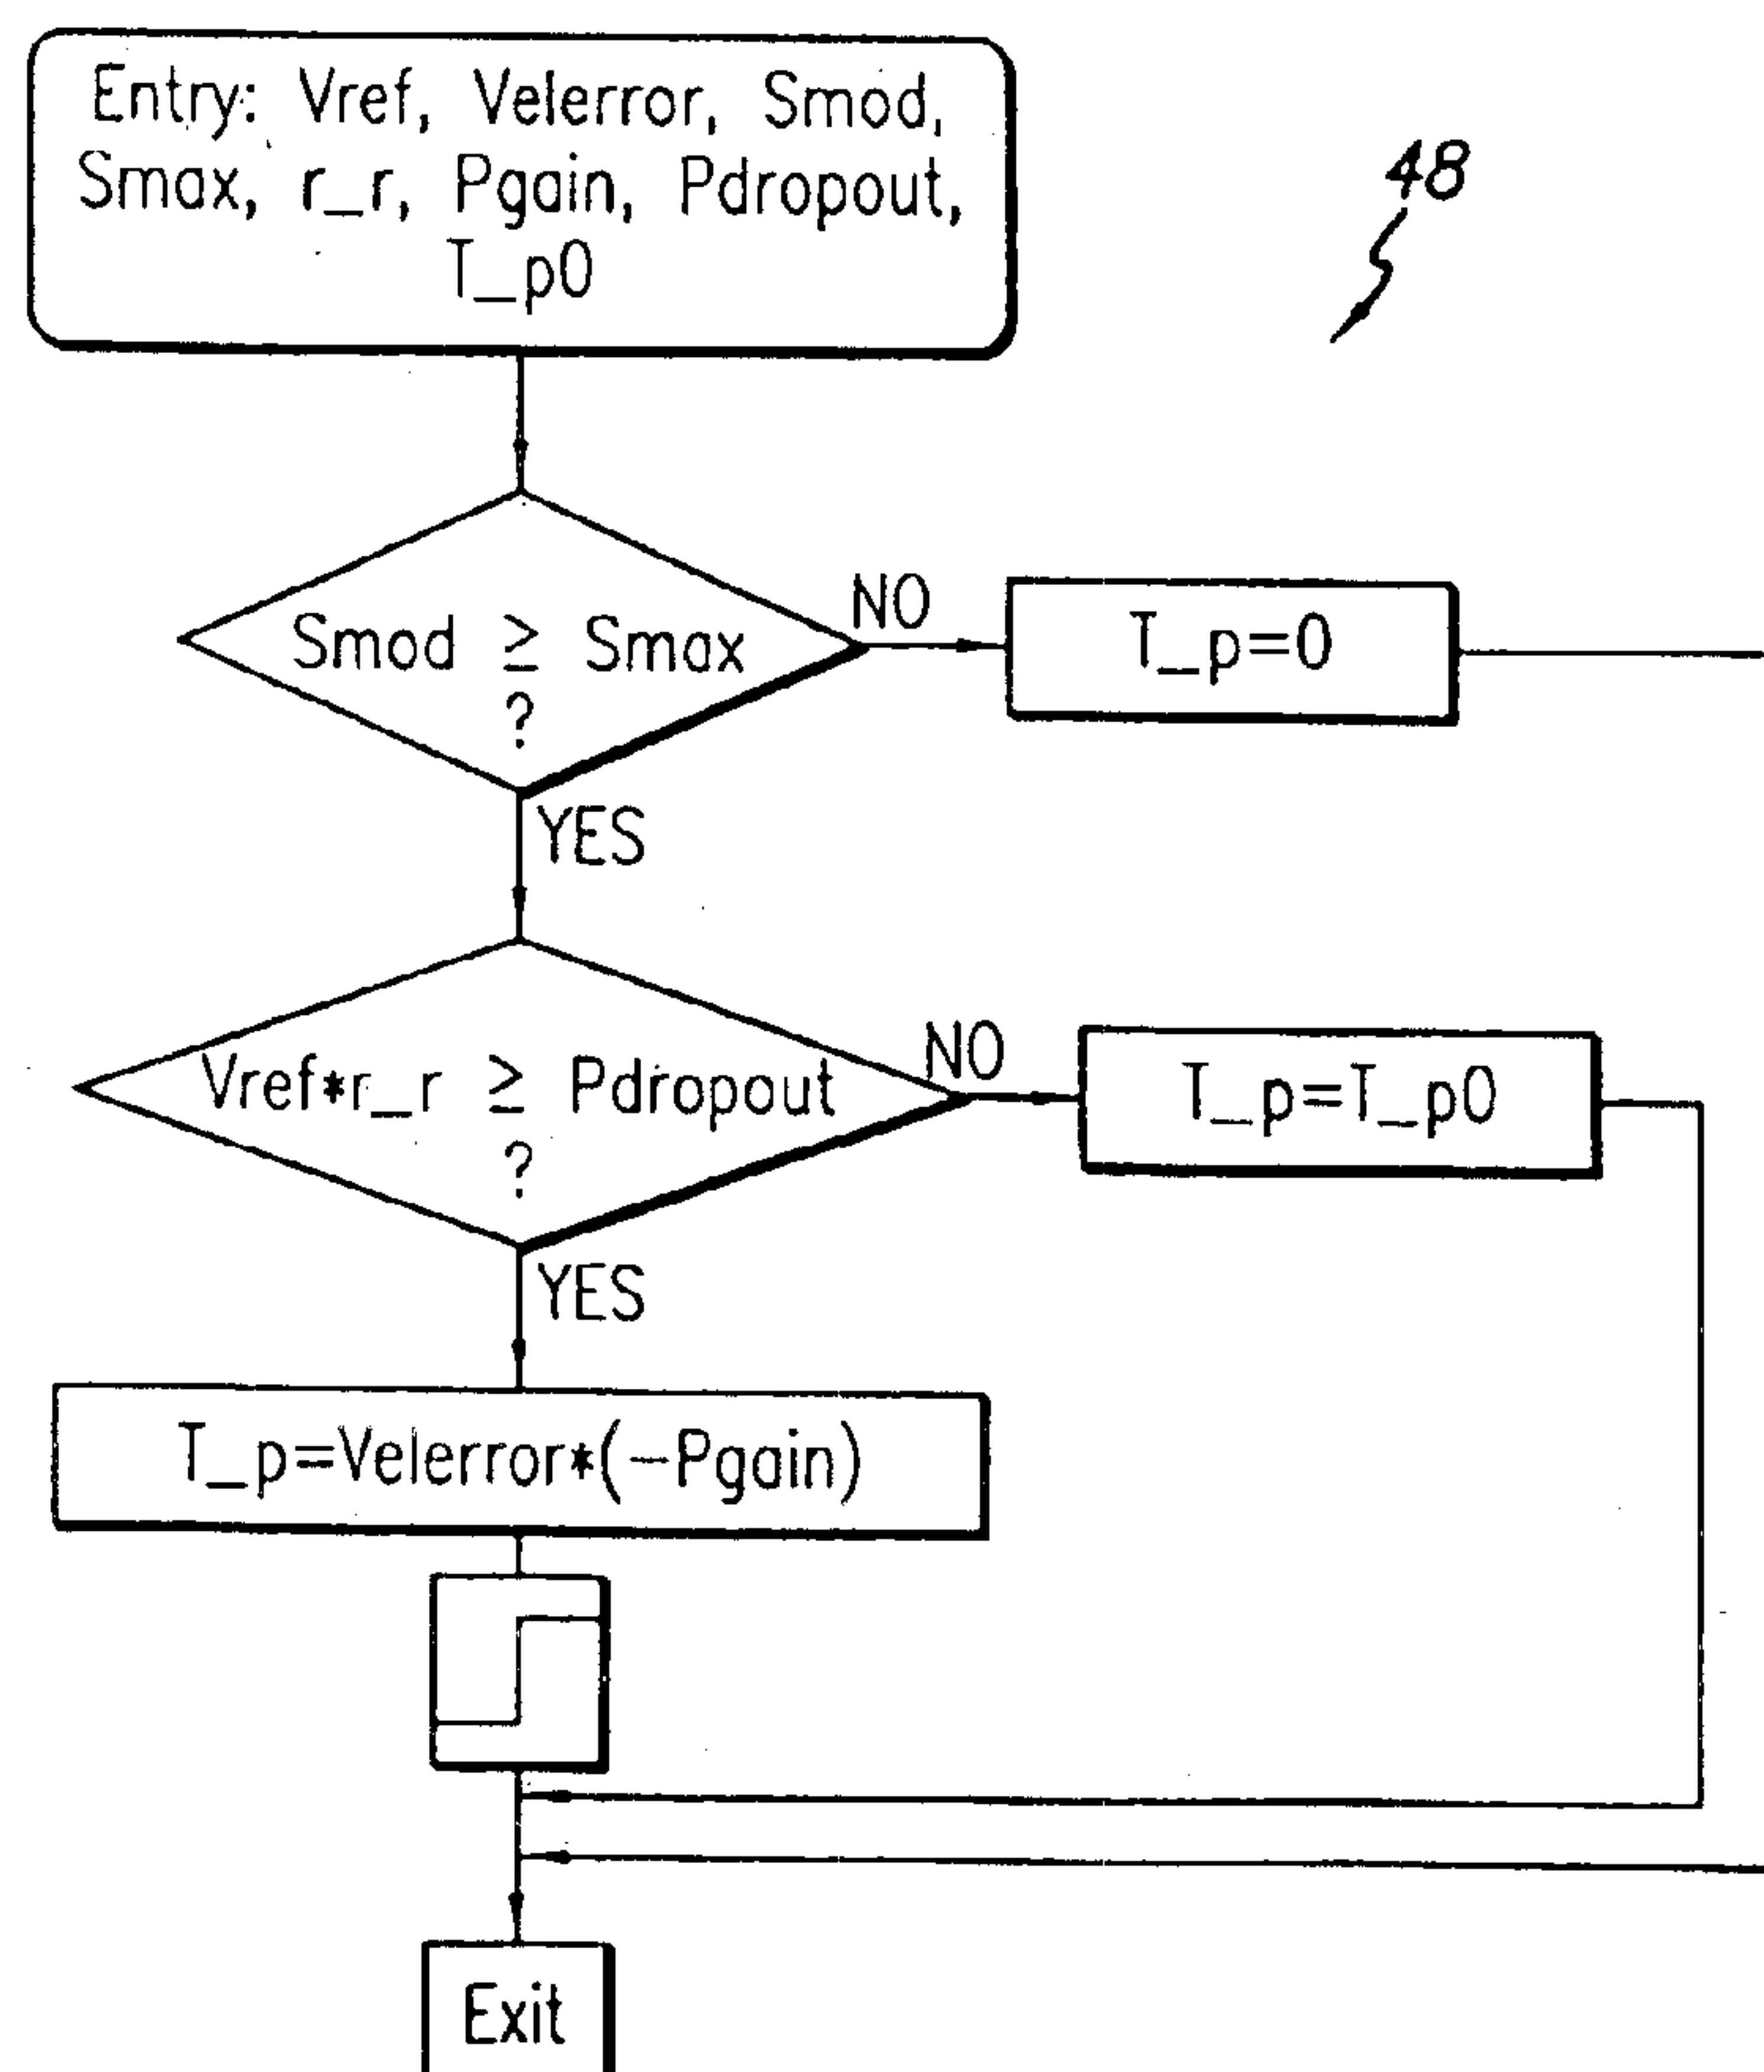 Entry: Vref, Velerror, Smod,
Smax, r_r, Pgain, Pdropout,
T_p0
48
Smod ≥ Smax
?
NO
T_p=0
YES
Vref*r_r ≥ Pdropout
?
NO
T_p=T_p0
YES
T_p=Velerror*(-Pgain)
Exit